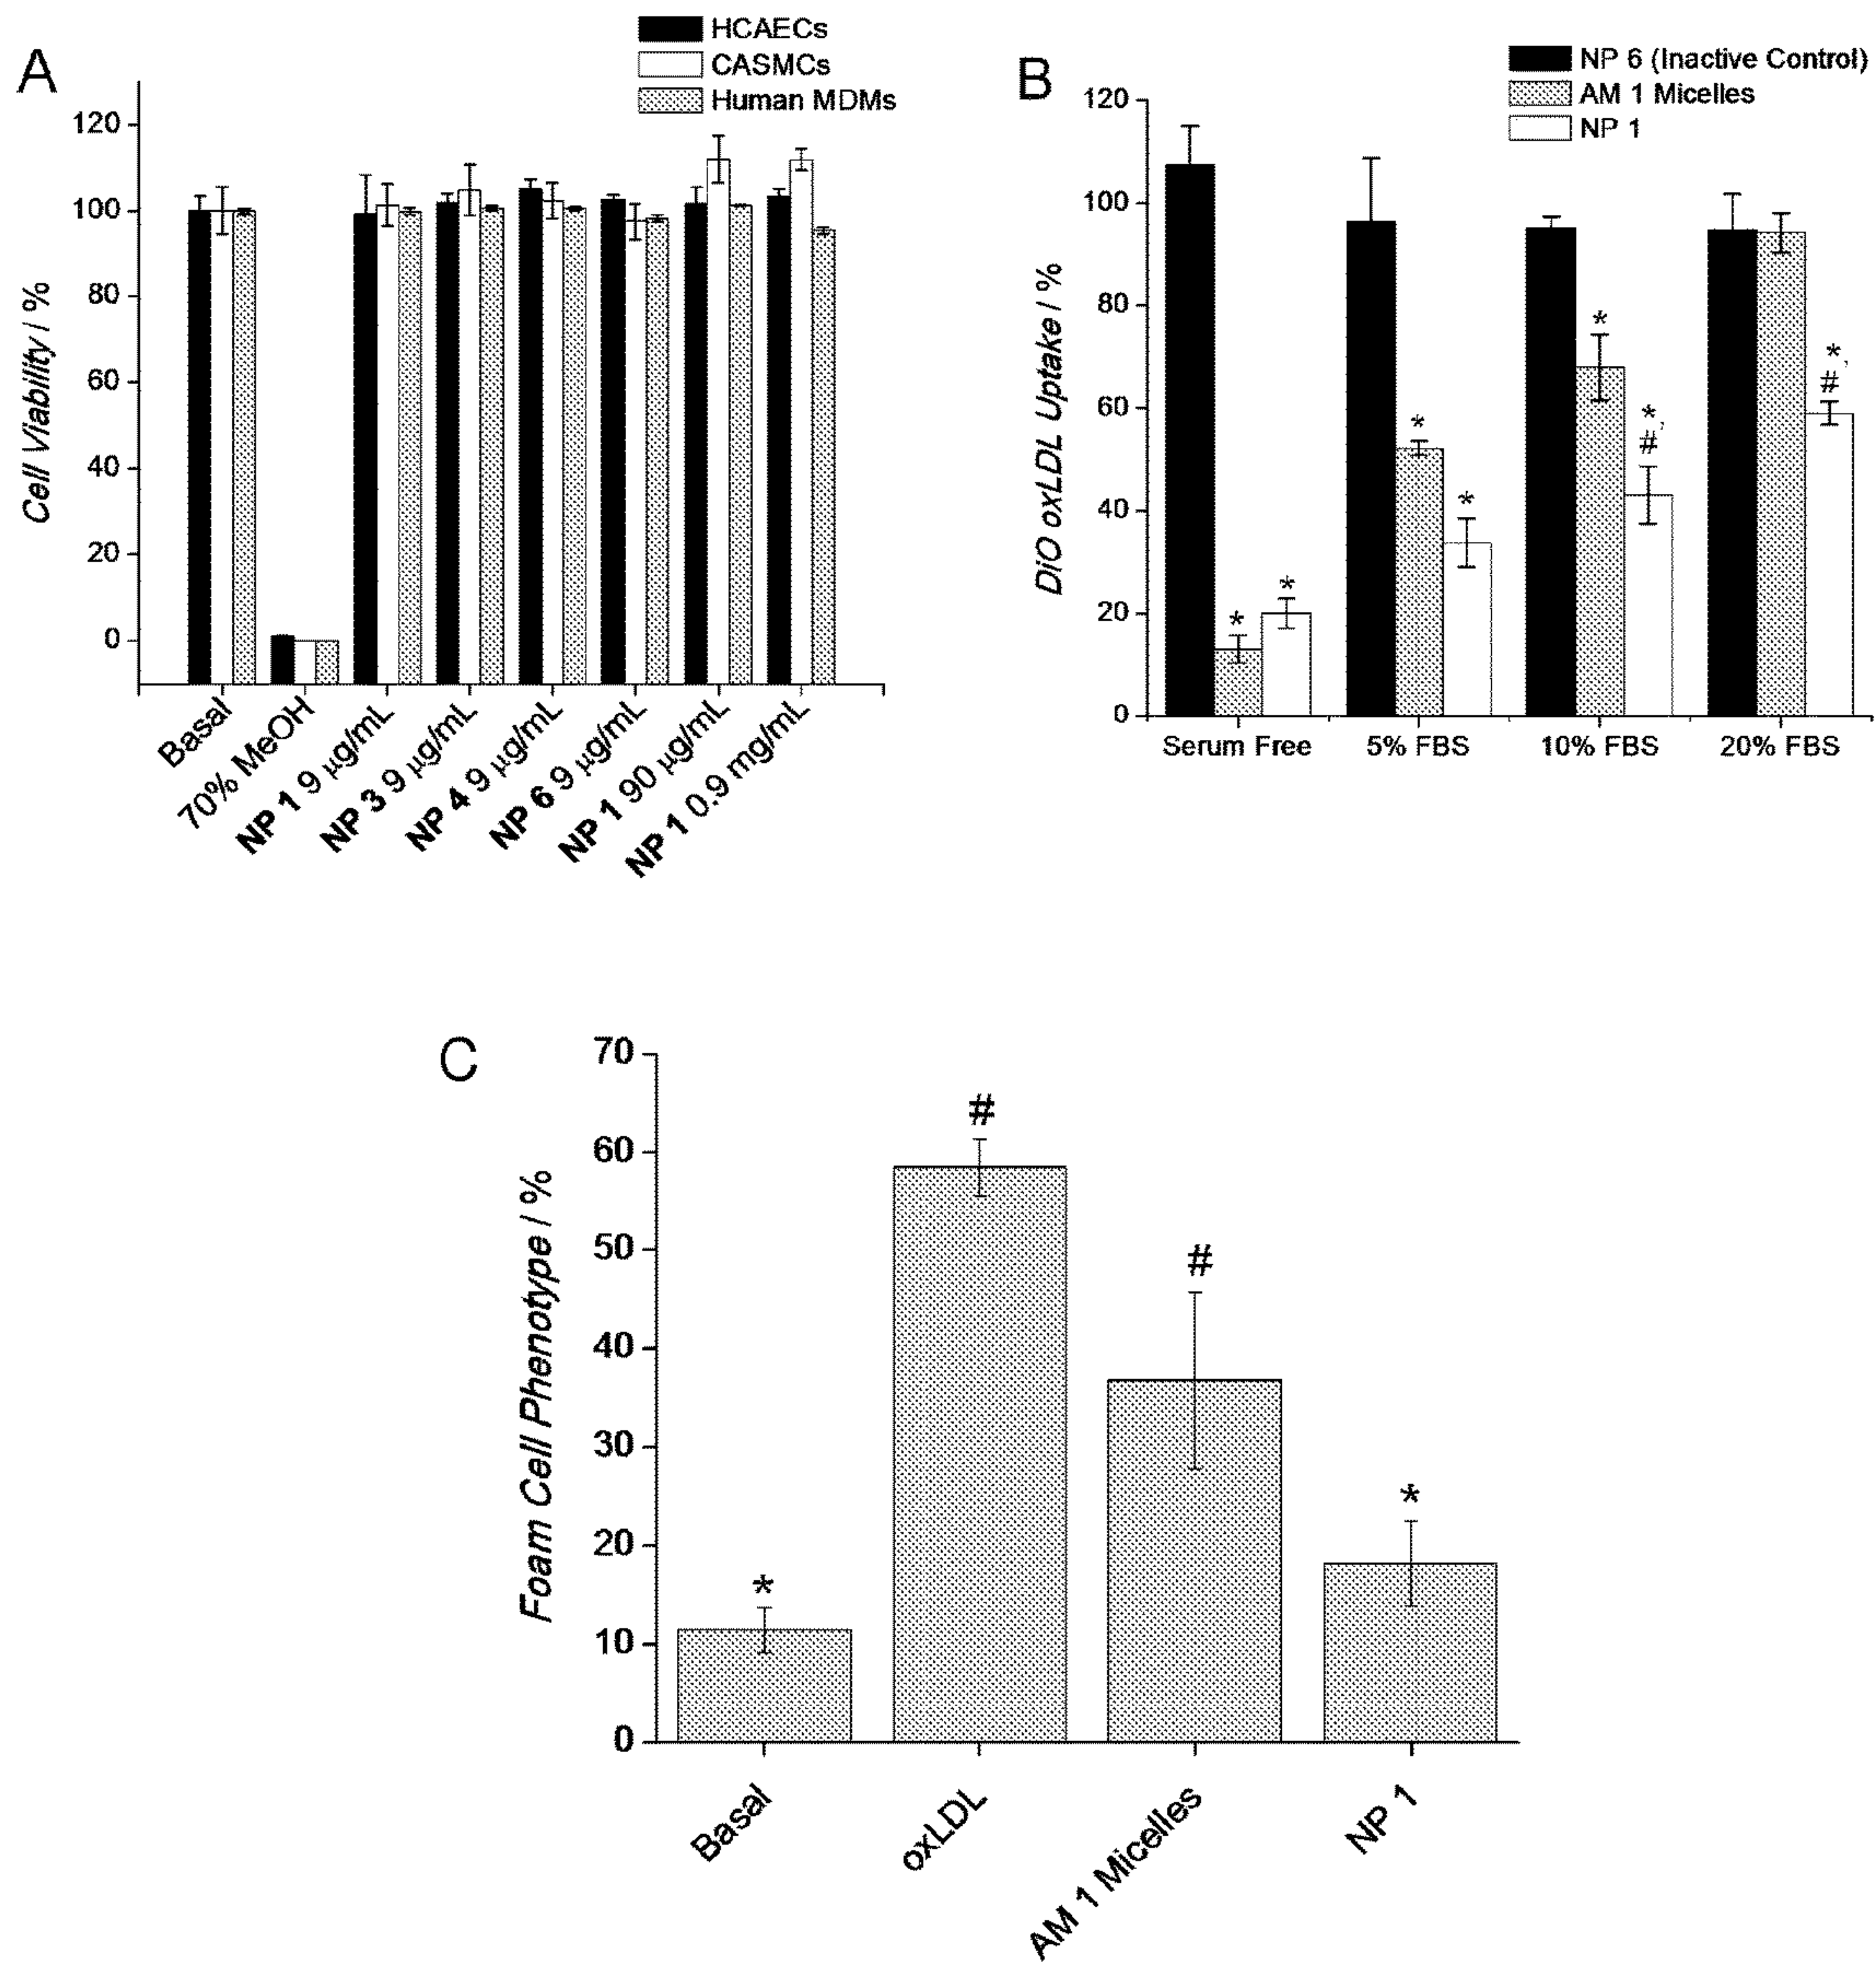 A
HCAECs
CASMCs
Human MDMs
120
100
80
60
40
20
0
Cell Viability / %
Basal
70% MeOH
NP 1 9 µg/mL
NP 3 9 µg/mL
NP 4 9 µg/mL
NP 6 9 µg/mL
NP 1 90 µg/mL
NP 1 0.9 mg/mL
B
NP 6 (Inactive Control)
AM 1 Micelles
NP 1
120
100
80
60
40
20
0
DiO oxLDL Uptake / %
*
*
*
*
*
*,
#
*,
#
Serum Free
5% FBS
10% FBS
20% FBS
C
70
60
50
40
30
20
10
0
Foam Cell Phenotype / %
*
#
#
*
Basal
oxLDL
AM 1 Micelles
NP 1